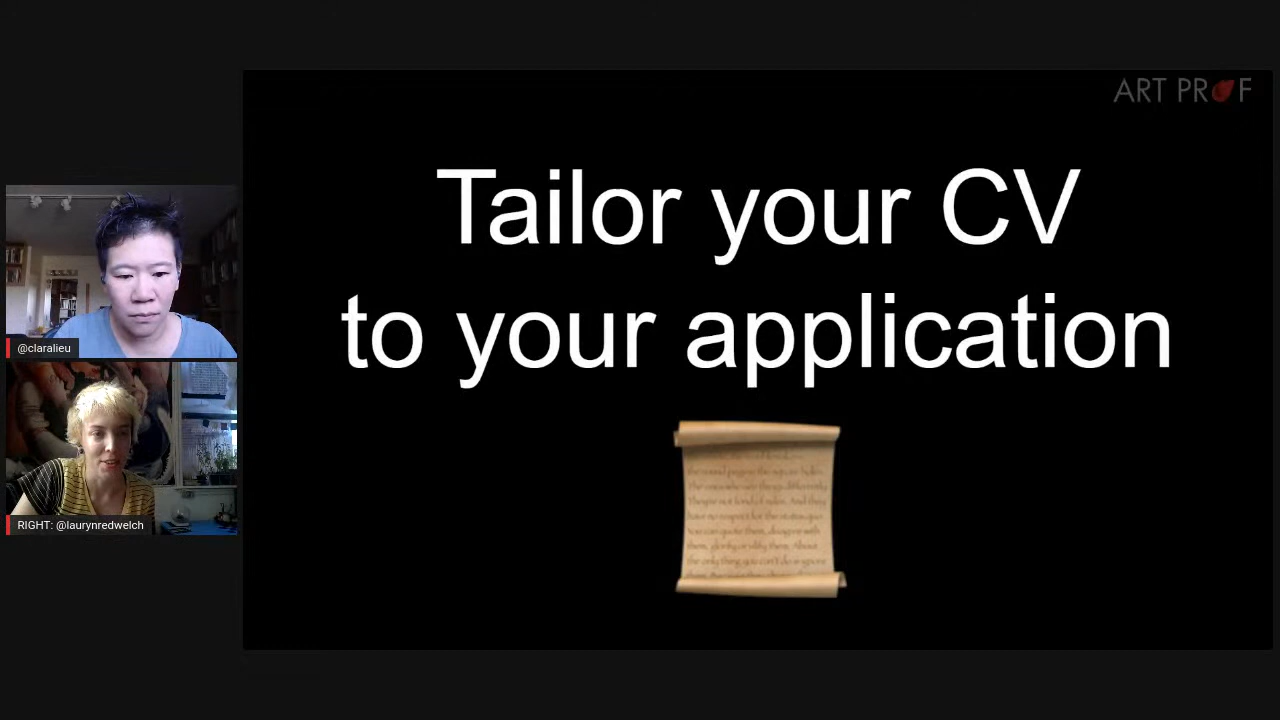 ART PROF
Tailor your CV
to your application
@claralieu
RIGHT: @laurynredwelch